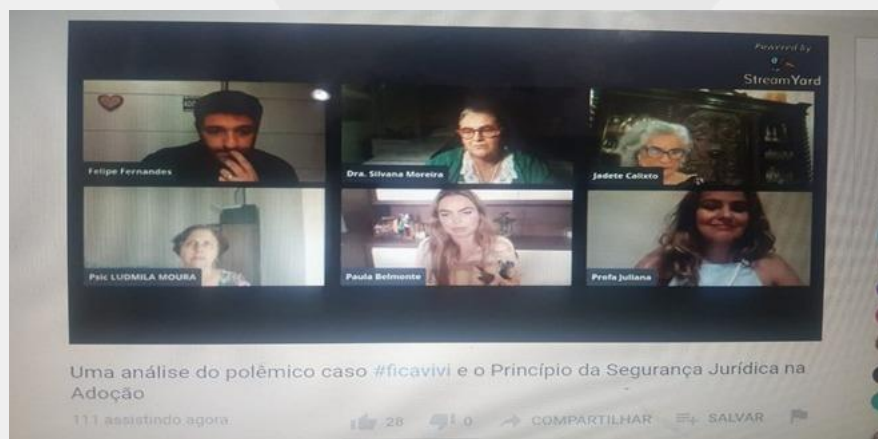 Powered by
StreamYard
Felipe Fernandes
Dra. Silvana Moreira
Jadete Calixto
Psic LUDMILA MOURA
Paula Belmonte
Profa Juliana
Uma análise do polêmico caso #ficavivi e o Princípio da Segurança Jurídica na
Adoção
111 assistindo agora
28
0
COMPARTILHAR
SALVAR